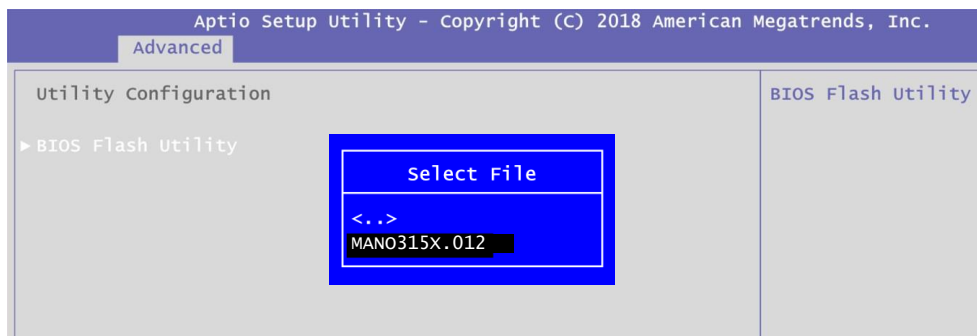 Aptio Setup Utility - Copyright (C) 2018 American Megatrends, Inc.
Advanced
Utility Configuration
BIOS Flash Utility
BIOS Flash Utility
Select File
<..>
MANO315X.012